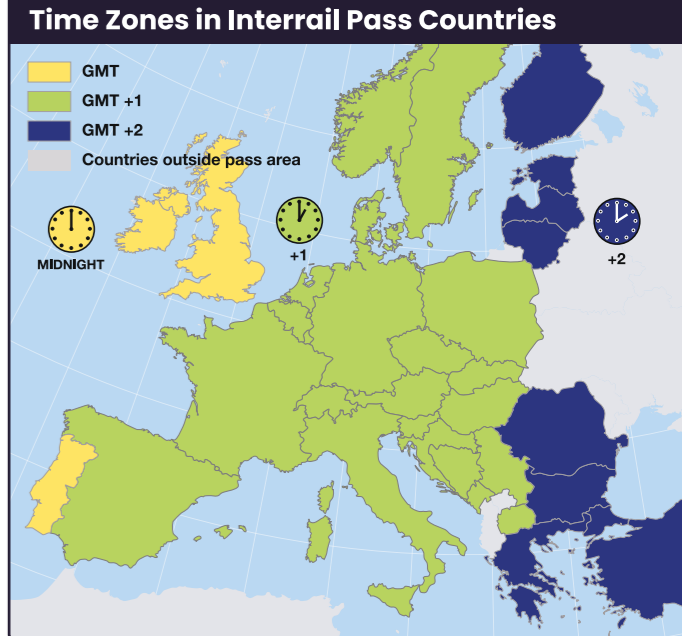 Time Zones in Interrail Pass Countries
GMT
GMT +1
GMT +2
Countries outside pass area
MIDNIGHT
+1
+2